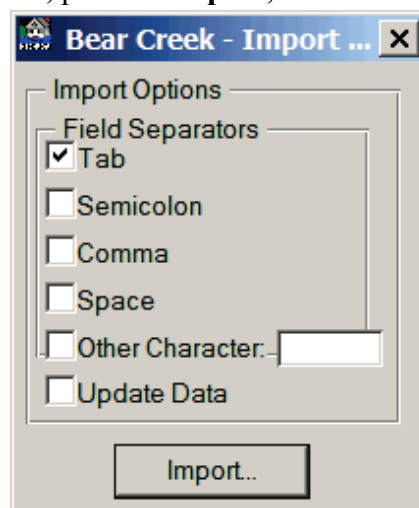 Bear Creek - Import ...
Import Options
Field Separators
Tab
Semicolon
Comma
Space
Other Character:
Update Data
Import...